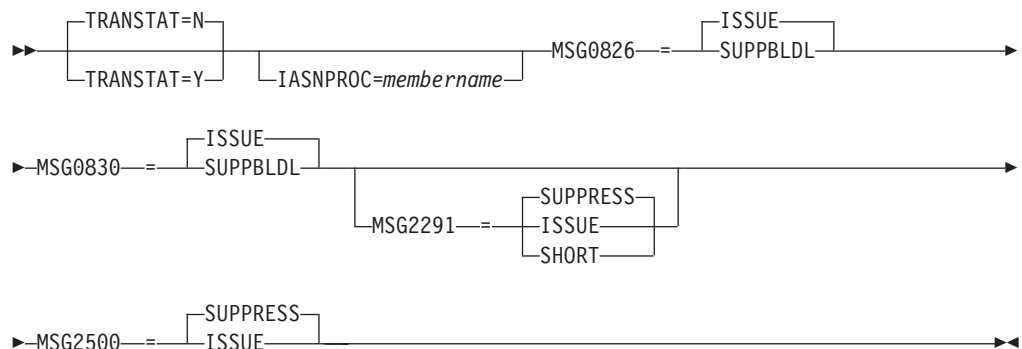 TRANSTAT=N
TRANSTAT=Y
IASNPROC=membername
MSG0826 = ISSUE
SUPPBLDL
MSG0830 = ISSUE
SUPPBLDL
MSG2291 = SUPPRESS
ISSUE
SHORT
MSG2500 = SUPPRESS
ISSUE